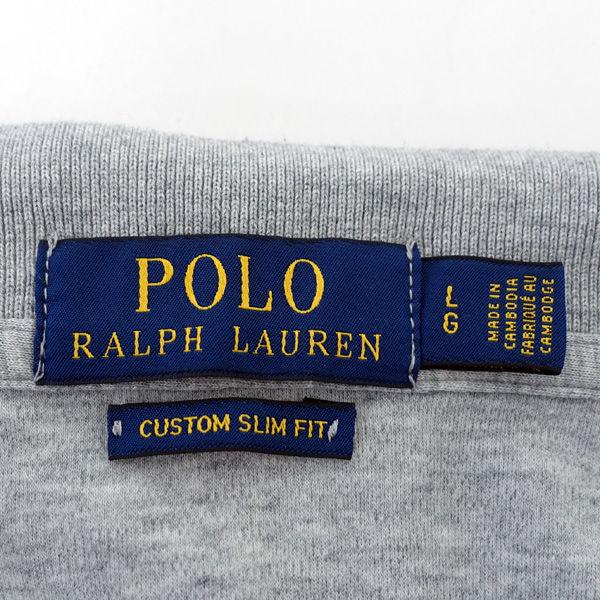 POLO
RALPH LAUREN
LG
MADE IN
CAMBODIA
FABRIQUÉ AU
CAMBODGE
CUSTOM SLIM FIT